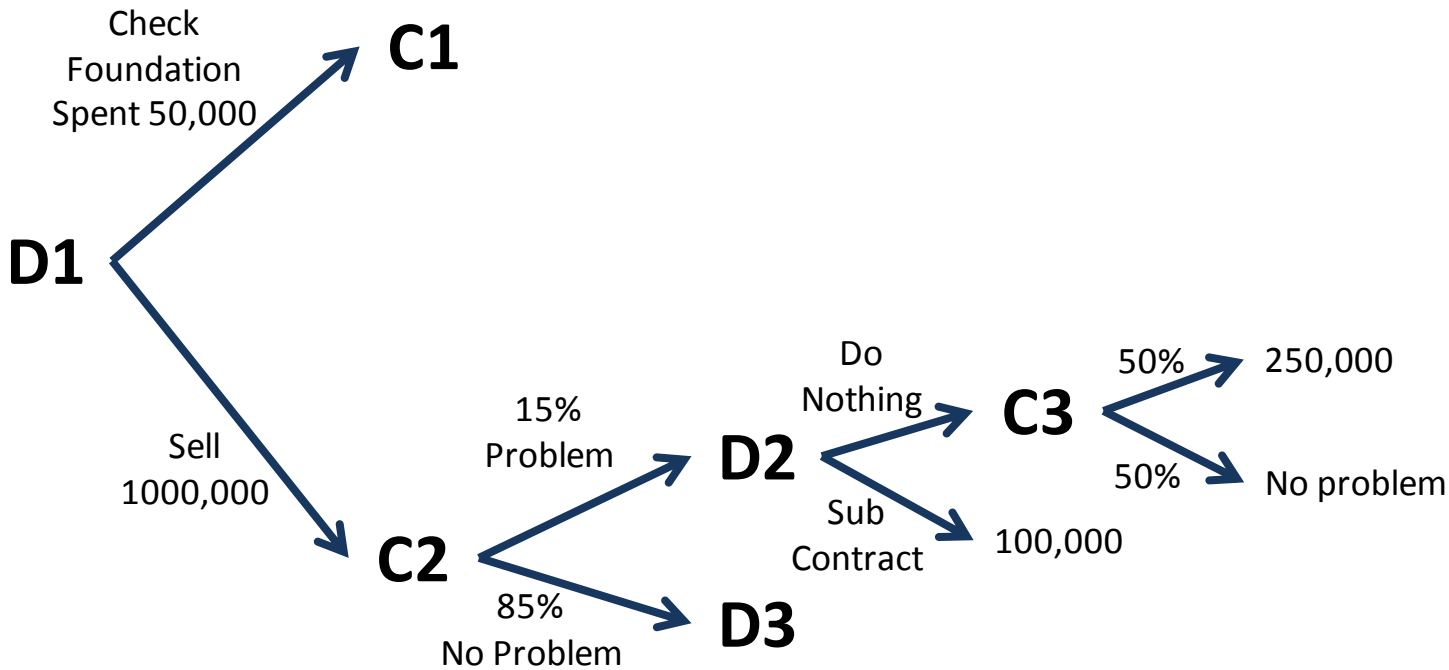 Check
Foundation
Spent 50,000
C1
D1
Sell
1000,000
C2
15%
Problem
85%
No Problem
D2
D3
Do
Nothing
Sub
Contract
C3
100,000
50%
250,000
50%
No problem